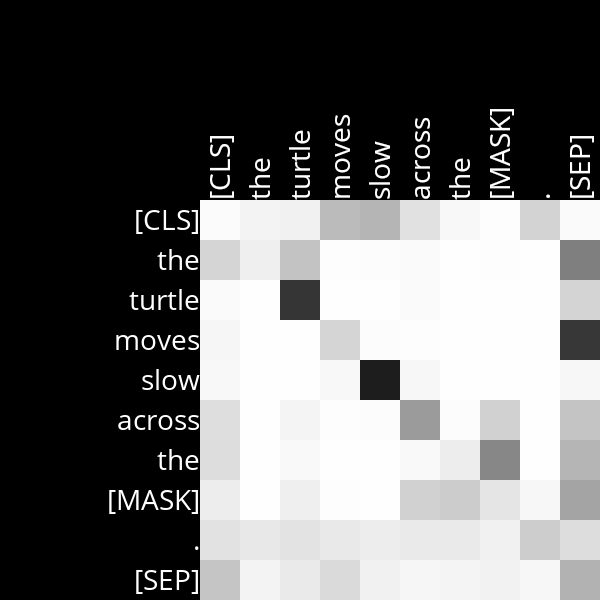 [CLS] the turtle moves slow across the [MASK] . [SEP]
[CLS]
the
turtle
moves
slow
across
the
[MASK]
.
[SEP]